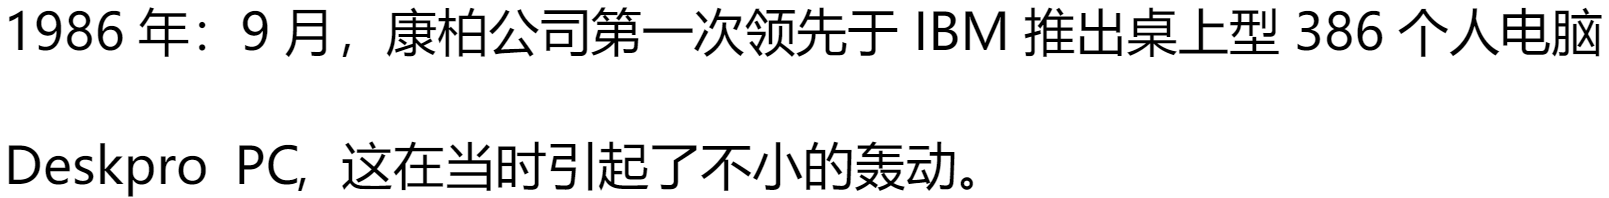 1986 年：9 月，康柏公司第一次领先于 IBM 推出桌上型 386 个人电脑
Deskpro PC, 这在当时引起了不小的轰动。